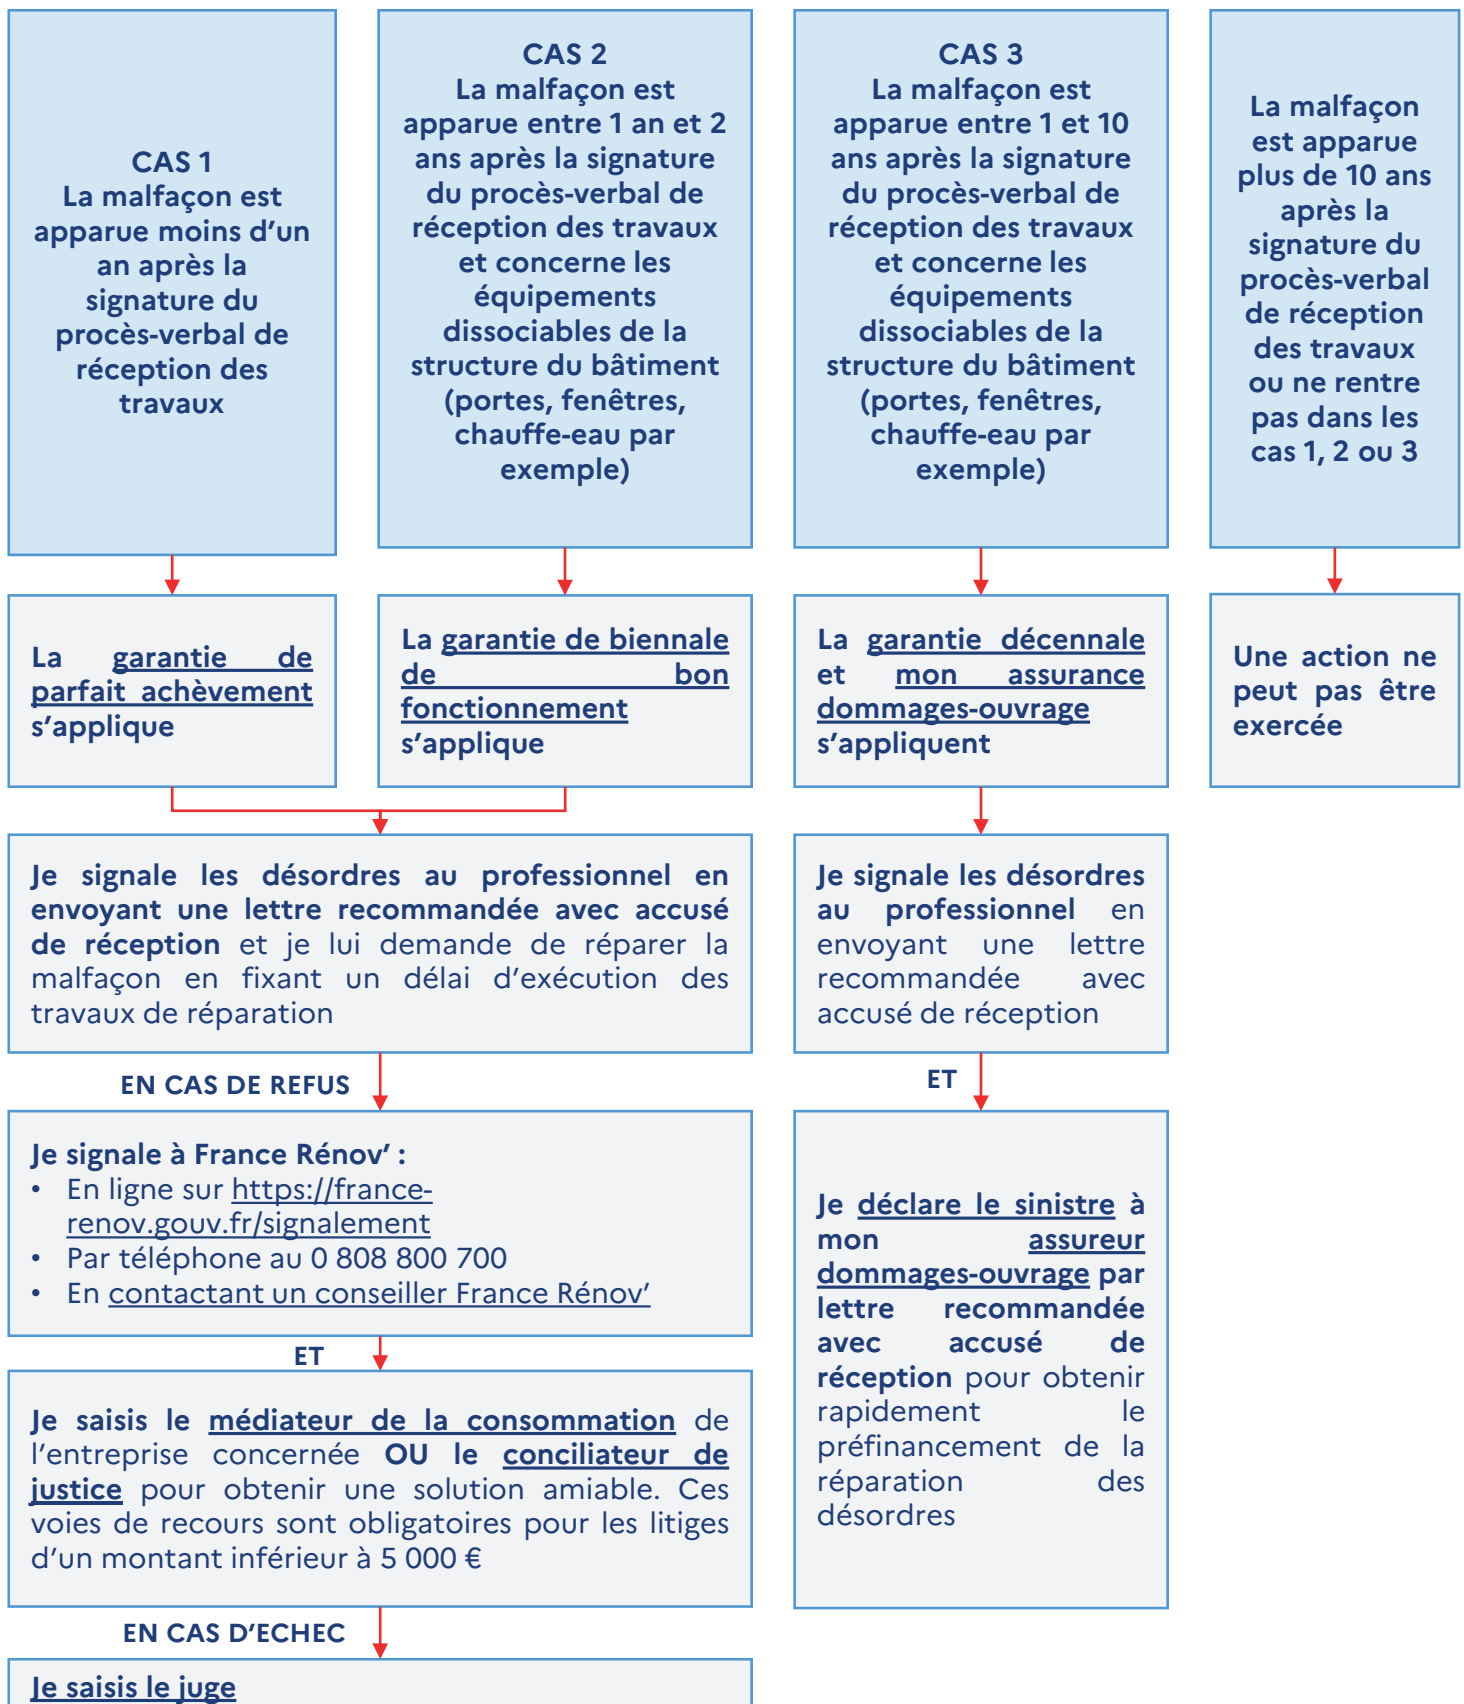 CAS 1
La malfaçon est
apparue moins d’un
an après la
signature du
procès-verbal de
réception des
travaux
CAS 2
La malfaçon est
apparue entre 1 an et 2
ans après la signature
du procès-verbal de
réception des travaux
et concerne les
équipements
dissociables de la
structure du bâtiment
(portes, fenêtres,
chauffe-eau par
exemple)
CAS 3
La malfaçon est
apparue entre 1 et 10
ans après la signature
du procès-verbal de
réception des travaux
et concerne les
équipements
dissociables de la
structure du bâtiment
(portes, fenêtres,
chauffe-eau par
exemple)
La malfaçon
est apparue
plus de 10 ans
après la
signature du
procès-verbal
de réception
des travaux
ou ne rentre
pas dans les
cas 1, 2 ou 3
La garantie de
parfait achèvement
s’applique
La garantie de biennale
de bon
fonctionnement
s’applique
La garantie décennale
et mon assurance
dommages-ouvrage
s’appliquent
Une action ne
peut pas être
exercée
Je signale les désordres au professionnel en
envoyant une lettre recommandée avec accusé
de réception et je lui demande de réparer la
malfaçon en fixant un délai d’exécution des
travaux de réparation
Je signale les désordres
au professionnel en
envoyant une lettre
recommandée avec
accusé de réception
EN CAS DE REFUS
ET
Je signale à France Rénov’ :
• En ligne sur https://france-
renov.gouv.fr/signalement
• Par téléphone au 0 808 800 700
• En contactant un conseiller France Rénov’
ET
Je saisis le médiateur de la consommation de
l’entreprise concernée OU le conciliateur de
justice pour obtenir une solution amiable. Ces
voies de recours sont obligatoires pour les litiges
d’un montant inférieur à 5 000 €
Je déclare le sinistre à
mon assureur
dommages-ouvrage par
lettre recommandée
avec accusé de
réception pour obtenir
rapidement le
préfinancement de la
réparation des
désordres
EN CAS D’ECHEC
Je saisis le juge